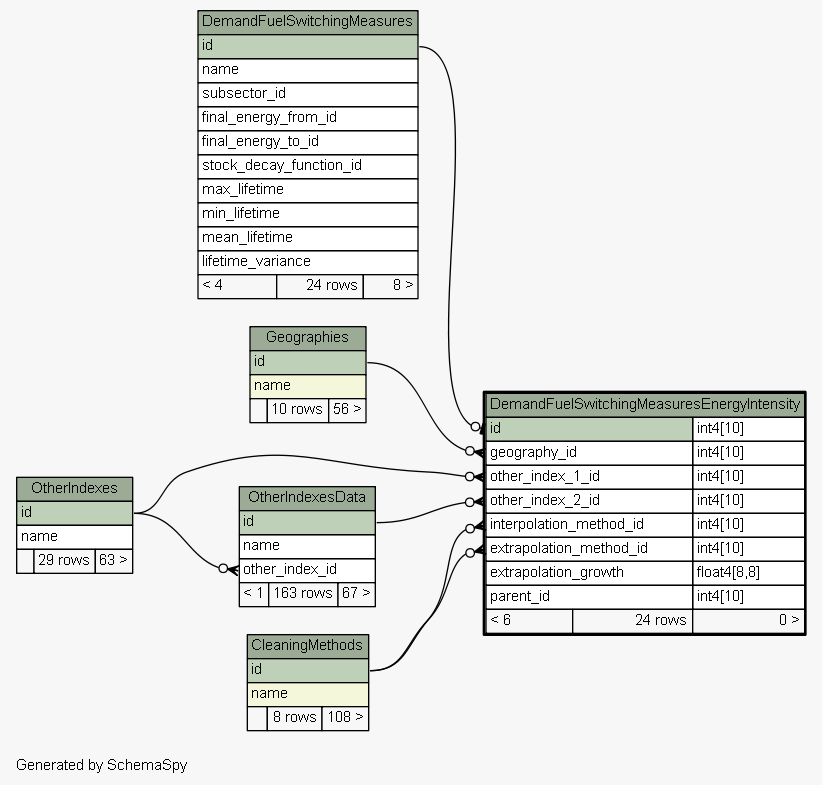 DemandFuelSwitchingMeasures
id
name
subsector_id
final_energy_from_id
final_energy_to_id
stock_decay_function_id
max_lifetime
min_lifetime
mean_lifetime
lifetime_variance
< 4 24 rows 8 >
Geographies
id
name
10 rows 56 >
DemandFuelSwitchingMeasuresEnergyIntensity
id int4[10]
geography_id int4[10]
other_index_1_id int4[10]
other_index_2_id int4[10]
interpolation_method_id int4[10]
extrapolation_method_id int4[10]
extrapolation_growth float4[8,8]
parent_id int4[10]
< 6 24 rows 0 >
OtherIndexes
id
name
29 rows 63 >
OtherIndexesData
id
name
other_index_id
< 1 163 rows 67 >
CleaningMethods
id
name
8 rows 108 >
Generated by SchemaSpy